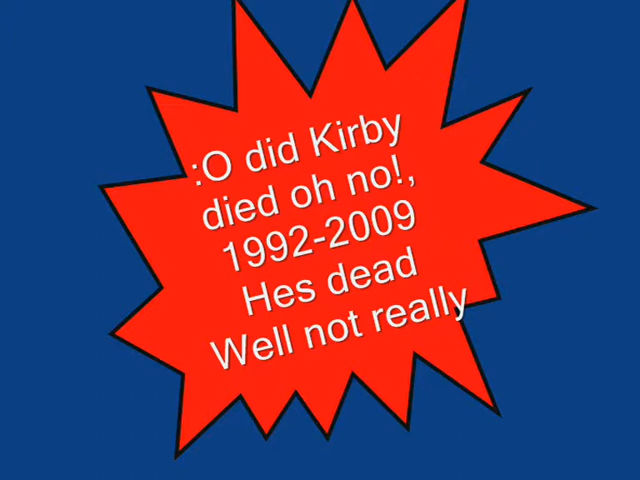 :O did Kirby
died oh no!,
1992-2009
Hes dead
Well not really